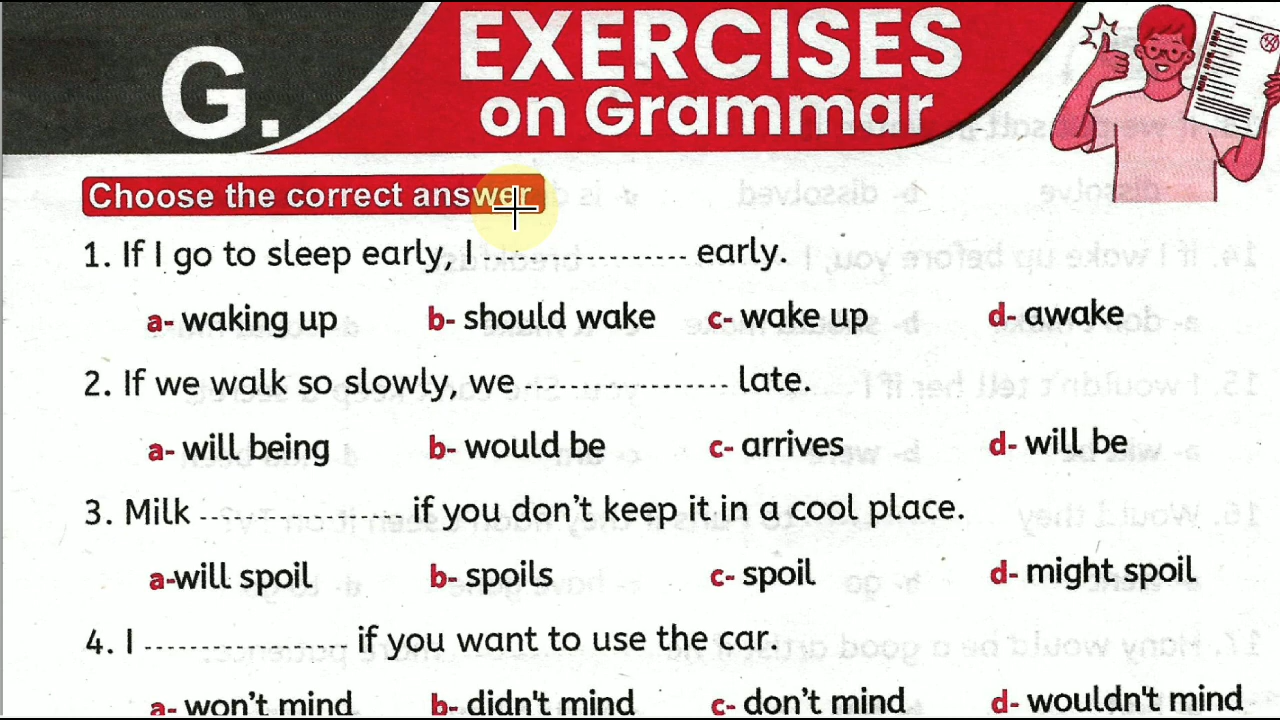 G.
EXERCISES
on Grammar
Choose the correct answer
1. If I go to sleep early, I ------------------ early.
a- waking up b- should wake c- wake up d- awake
2. If we walk so slowly, we ------------------ late.
a- will being b- would be c- arrives d- will be
3. Milk ------------------ if you don't keep it in a cool place.
a-will spoil b- spoils c- spoil d- might spoil
4. I ------------------ if you want to use the car.
a- won't mind b- didn't mind c- don't mind d- wouldn't mind